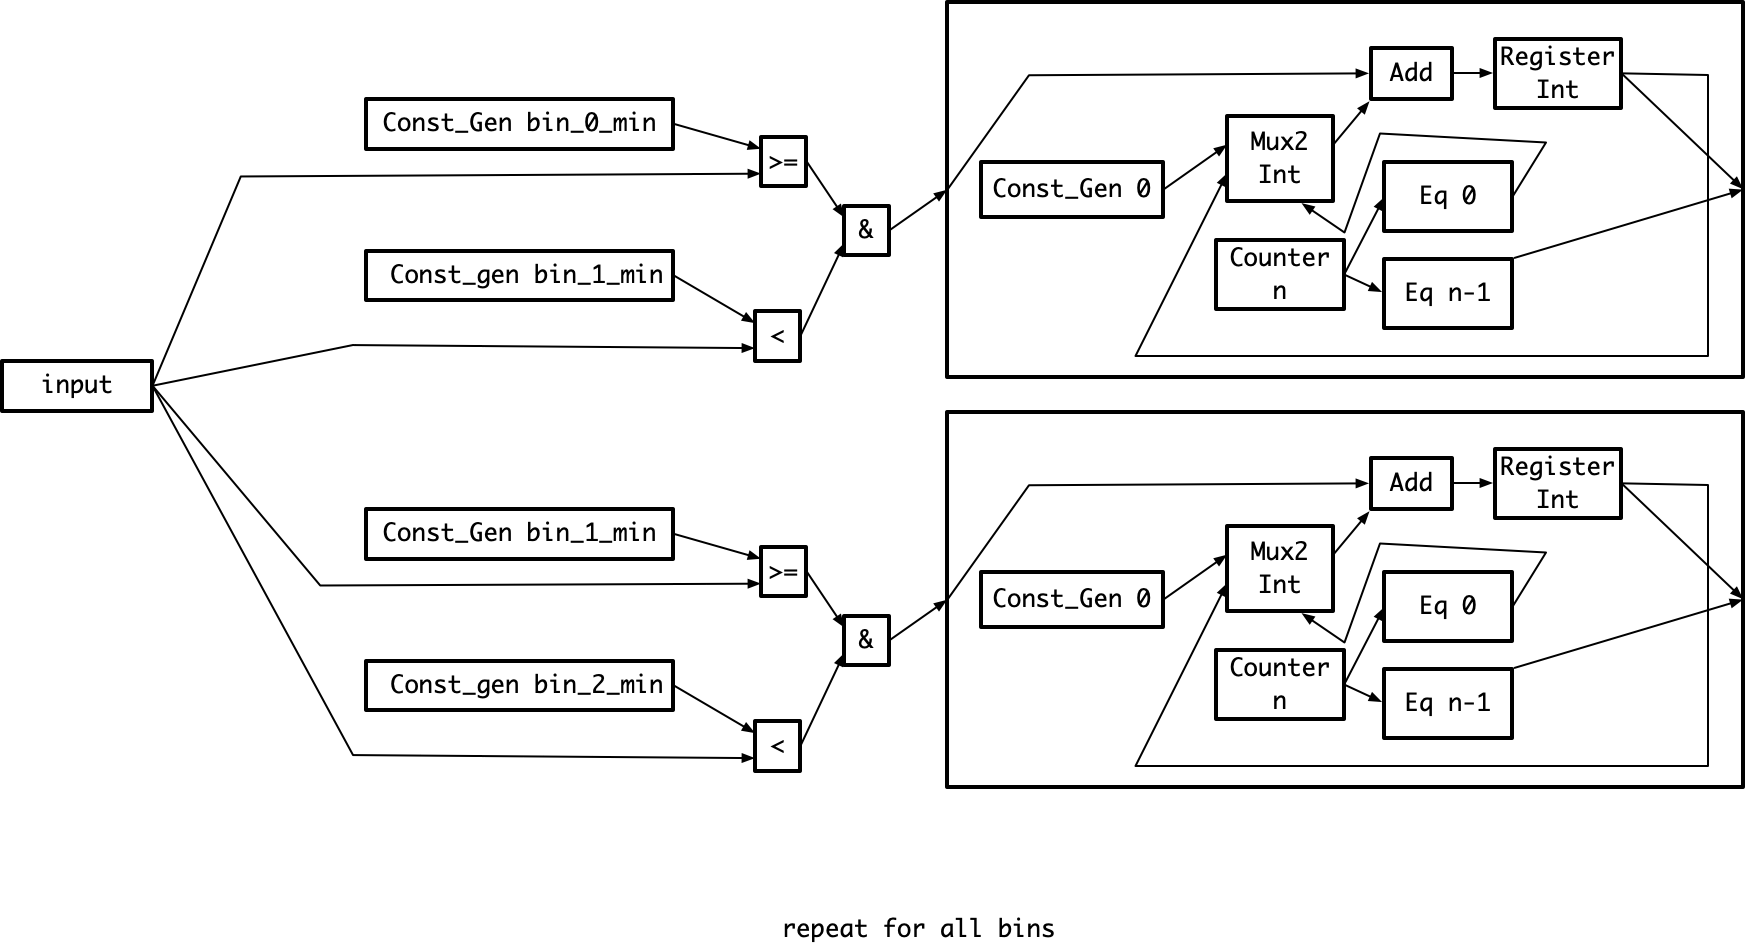 Const_Gen bin_0_min
>=
Const_gen bin_1_min
<
&
input
Const_Gen 0
Mux2
Int
Add
Register
Int
Eq 0
Counter
n
Eq n-1
Const_Gen bin_1_min
>=
Const_gen bin_2_min
<
&
Const_Gen 0
Mux2
Int
Add
Register
Int
Eq 0
Counter
n
Eq n-1
repeat for all bins